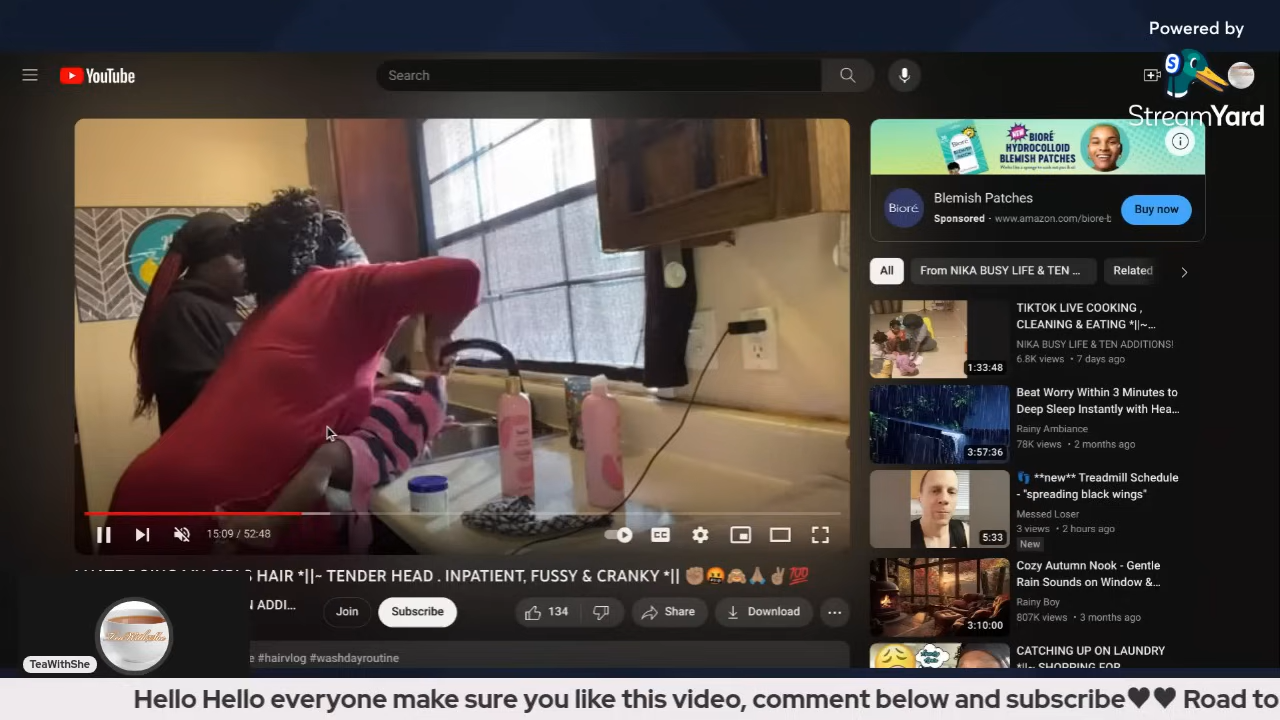 Powered by
StreamYard
YouTube
Search
NEW
BIORÉ
HYDROCOLLOID
BLEMISH PATCHES
Bioré
Blemish Patches
Sponsored · www.amazon.com/biore-b
Buy now
All
From NIKA BUSY LIFE & TEN ...
Related
TIKTOK LIVE COOKING ,
CLEANING & EATING *||~...
NIKA BUSY LIFE & TEN ADDITIONS!
6.8K views • 7 days ago
1:33:48
Beat Worry Within 3 Minutes to
Deep Sleep Instantly with Hea...
Rainy Ambiance
78K views • 2 months ago
3:57:36
👣 **new** Treadmill Schedule
- "spreading black wings"
Messed Loser
3 views • 2 hours ago
New
5:33
Cozy Autumn Nook - Gentle
Rain Sounds on Window &...
Rainy Boy
807K views • 3 months ago
3:10:00
CATCHING UP ON LAUNDRY
*||~ SHOPPING FOR
15:09 / 52:48
HAIR *||~ TENDER HEAD . INPATIENT, FUSSY & CRANKY *|| ✊🏽🤬🙈🙏🏽✌🏽💯
N ADDI...
Join
Subscribe
134
Share
Download
e #hairvlog #washdayroutine
TeaWithShe
Hello Hello everyone make sure you like this video, comment below and subscribe♥♥ Road to